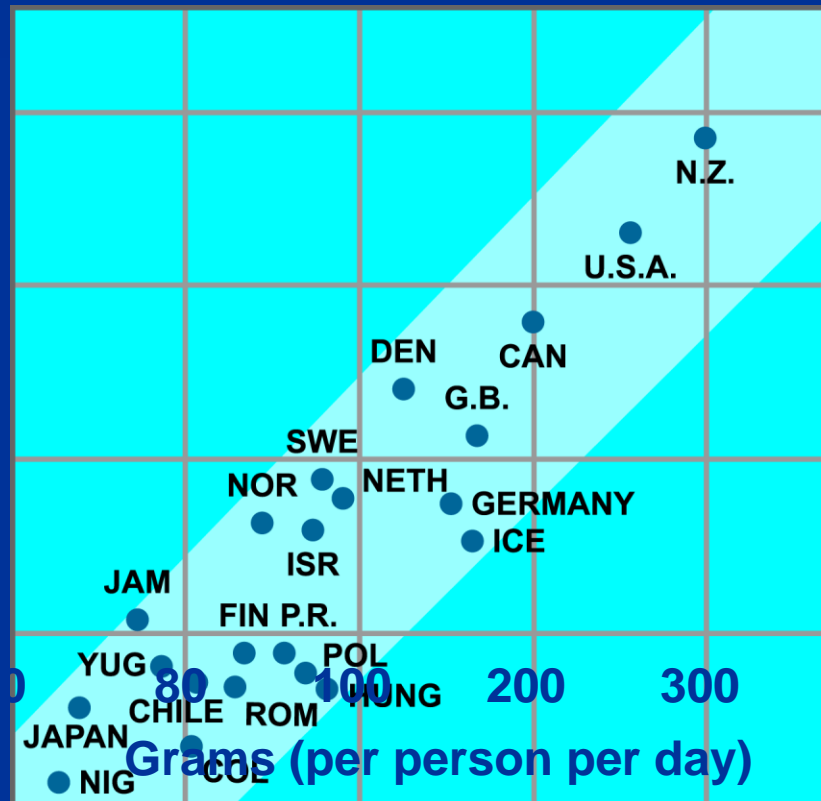 N.Z.
U.S.A.
DEN
CAN
G.B.
SWE
NOR
NETH
GERMANY
ICE
ISR
JAM
FIN P.R.
YUG
POL
0 80 100 200 300
HUNG
CHILE
ROM
JAPAN
Grams (per person per day)
COL
NIG